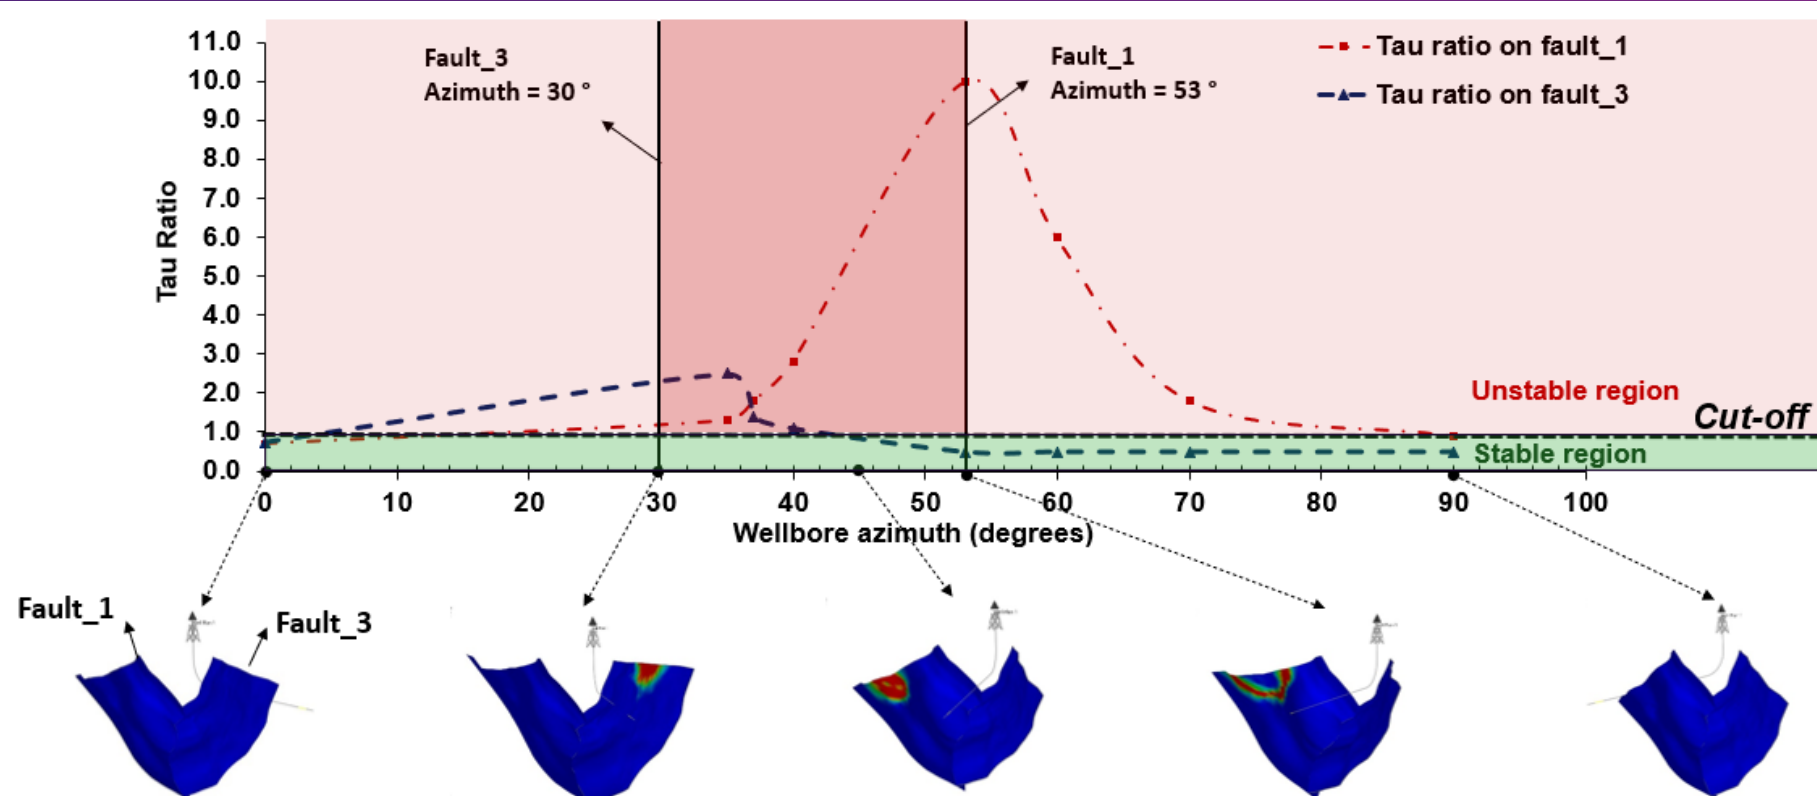 11.0
10.0
9.0
8.0
7.0
6.0
5.0
4.0
3.0
2.0
1.0
0.0
Tau Ratio
Fault_3
Azimuth = 30 °
Fault_1
Azimuth = 53 °
Tau ratio on fault_1
Tau ratio on fault_3
Unstable region
Cut-off
Stable region
0 10 20 30 40 50 60 70 80 90 100
Wellbore azimuth (degrees)
Fault_1
Fault_3